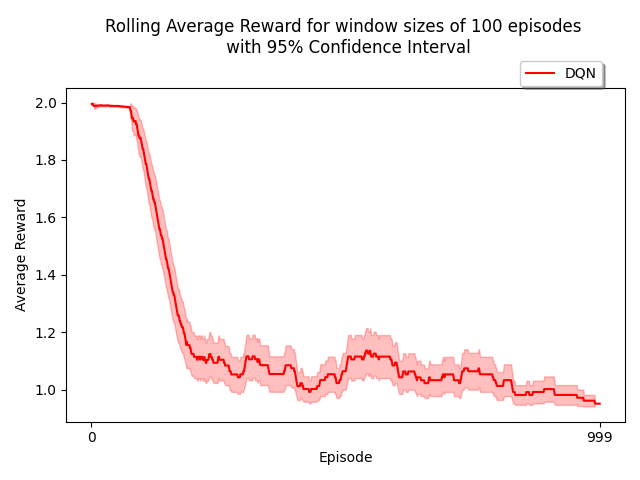 Rolling Average Reward for window sizes of 100 episodes
with 95% Confidence Interval
DQN
2.0
1.8
1.6
1.4
1.2
1.0
Average Reward
0
999
Episode